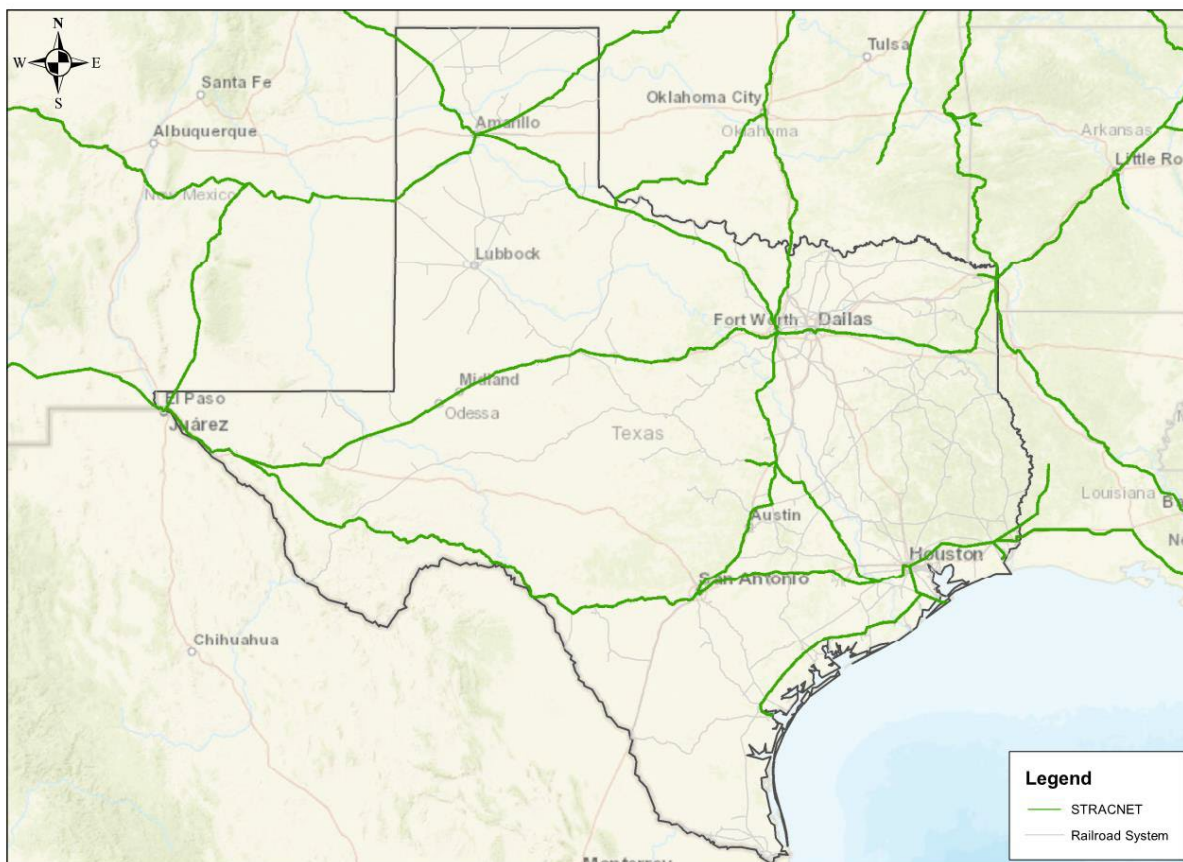 N
W E
S
Santa Fe
Albuquerque
New Mexico
Amarillo
Tulsa
Oklahoma City
Oklahoma
Arkansas
Little Ro
Lubbock
Fort Worth
Dallas
Midland
Odessa
El Paso
Juárez
Texas
Louisiana
Austin
Houston
San Antonio
Chihuahua
Monterrey
Legend
STRACNET
Railroad System